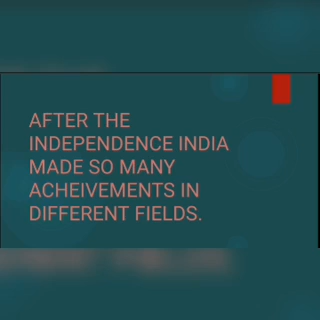 AFTER THE
INDEPENDENCE INDIA
MADE SO MANY
ACHEIVEMENTS IN
DIFFERENT FIELDS.